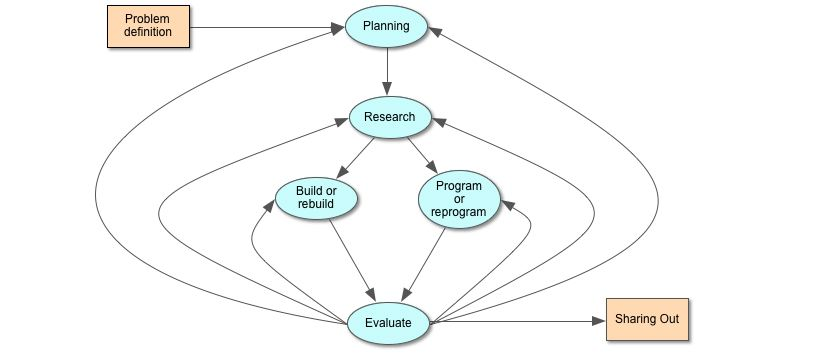 Problem
definition
Planning
Research
Build or
rebuild
Program
or
reprogram
Evaluate
Sharing Out